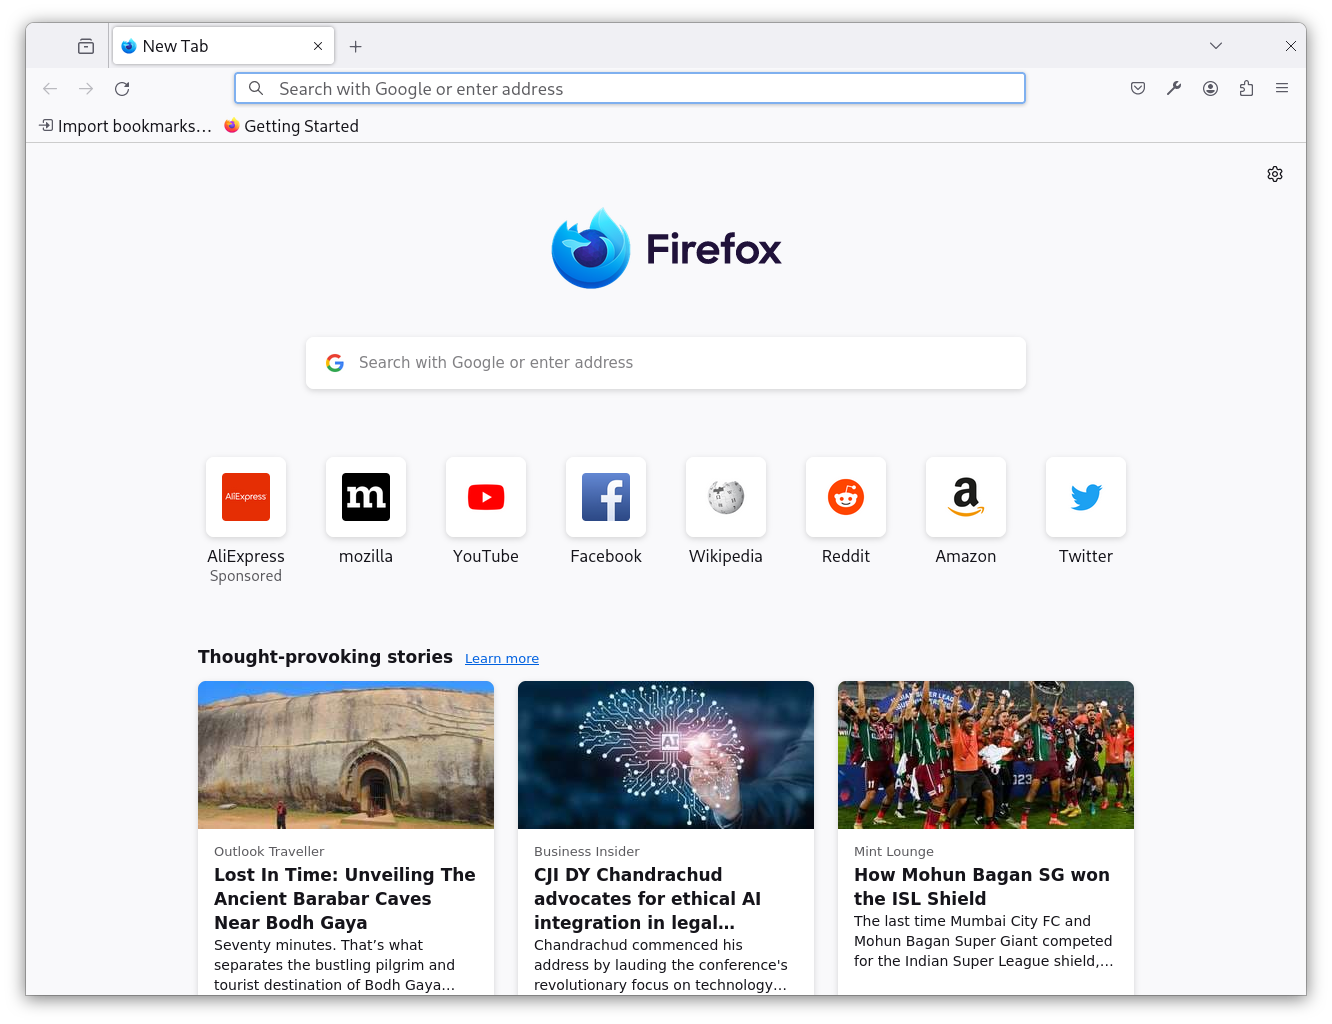 New Tab
Search with Google or enter address
Import bookmarks...
Getting Started
Firefox
Search with Google or enter address
AliExpress
m
a
AliExpress
Sponsored
mozilla
YouTube
Facebook
Wikipedia
Reddit
Amazon
Twitter
Thought-provoking stories Learn more
AI
Outlook Traveller
Lost In Time: Unveiling The
Ancient Barabar Caves
Near Bodh Gaya
Seventy minutes. That’s what
separates the bustling pilgrim and
tourist destination of Bodh Gaya…
Business Insider
CJI DY Chandrachud
advocates for ethical AI
integration in legal…
Chandrachud commenced his
address by lauding the conference's
revolutionary focus on technology…
Mint Lounge
How Mohun Bagan SG won
the ISL Shield
The last time Mumbai City FC and
Mohun Bagan Super Giant competed
for the Indian Super League shield,…